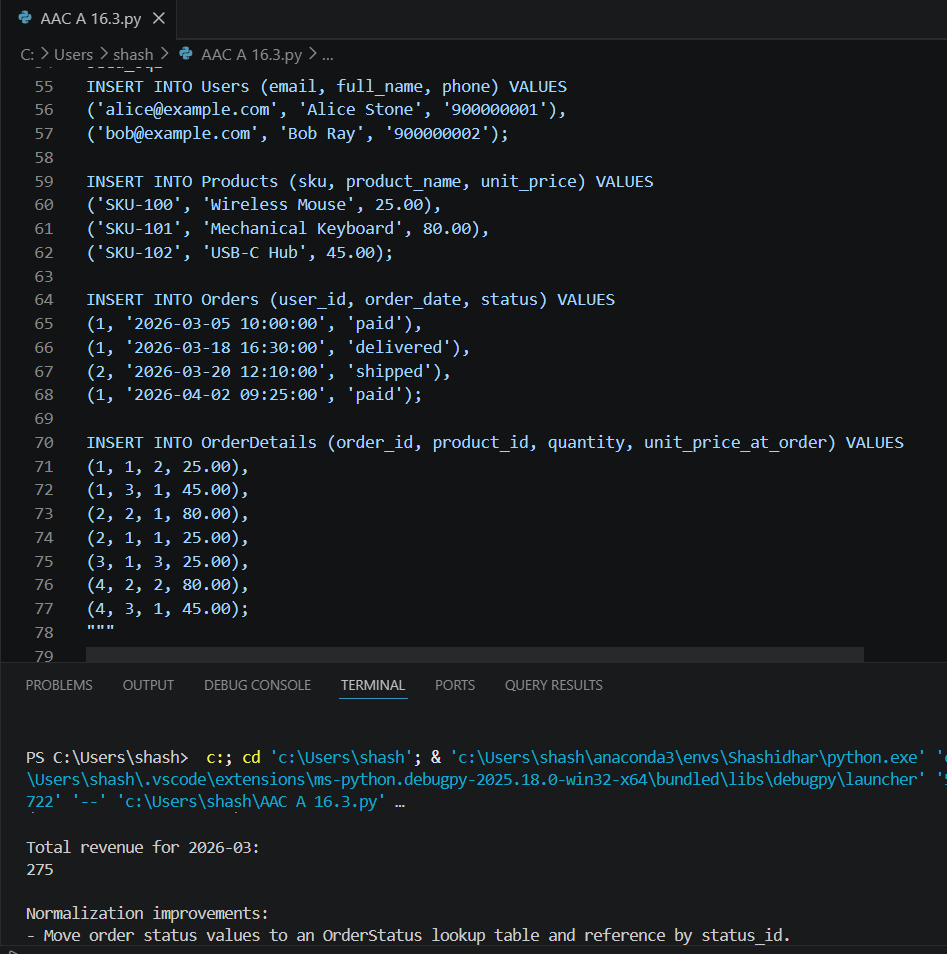 AAC A 16.3.py
C: > Users > shash > AAC A 16.3.py > ...
55 INSERT INTO Users (email, full_name, phone) VALUES
56 ('alice@example.com', 'Alice Stone', '900000001'),
57 ('bob@example.com', 'Bob Ray', '900000002');
58
59 INSERT INTO Products (sku, product_name, unit_price) VALUES
60 ('SKU-100', 'Wireless Mouse', 25.00),
61 ('SKU-101', 'Mechanical Keyboard', 80.00),
62 ('SKU-102', 'USB-C Hub', 45.00);
63
64 INSERT INTO Orders (user_id, order_date, status) VALUES
65 (1, '2026-03-05 10:00:00', 'paid'),
66 (1, '2026-03-18 16:30:00', 'delivered'),
67 (2, '2026-03-20 12:10:00', 'shipped'),
68 (1, '2026-04-02 09:25:00', 'paid');
69
70 INSERT INTO OrderDetails (order_id, product_id, quantity, unit_price_at_order) VALUES
71 (1, 1, 2, 25.00),
72 (1, 3, 1, 45.00),
73 (2, 2, 1, 80.00),
74 (2, 1, 1, 25.00),
75 (3, 1, 3, 25.00),
76 (4, 2, 2, 80.00),
77 (4, 3, 1, 45.00);
78 """
79
PROBLEMS OUTPUT DEBUG CONSOLE TERMINAL PORTS QUERY RESULTS
PS C:\Users\shash> c:; cd 'c:\Users\shash'; & 'c:\Users\shash\anaconda3\envs\Shashidhar\python.exe'
\Users\shash\.vscode\extensions\ms-python.debugpy-2025.18.0-win32-x64\bundled\libs\debugpy\launcher'
722' '--' 'c:\Users\shash\AAC A 16.3.py' …
Total revenue for 2026-03:
275
Normalization improvements:
- Move order status values to an OrderStatus lookup table and reference by status_id.